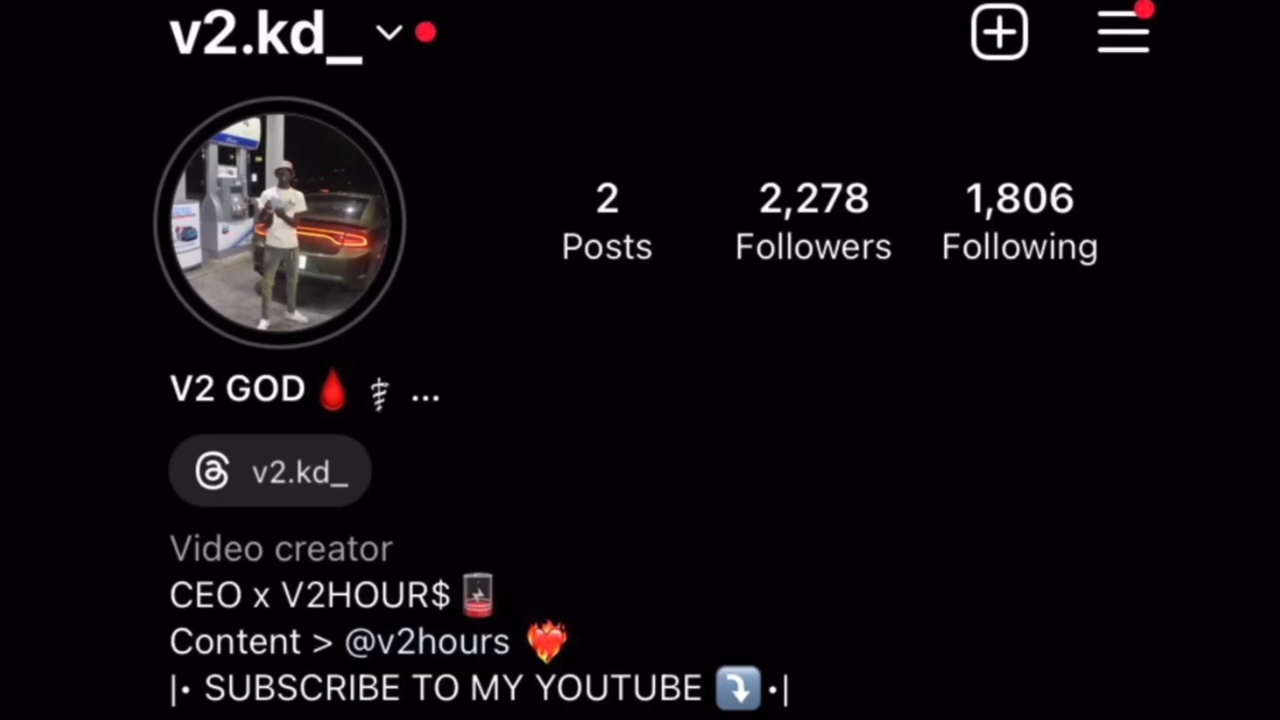 v2.kd_
2 2,278 1,806
Posts Followers Following
V2 GOD🩸 ⚕ ...
v2.kd_
Video creator
CEO x V2HOUR$ 🪫
Content > @v2hours ❤️‍🔥
|• SUBSCRIBE TO MY YOUTUBE ⤵️ •|